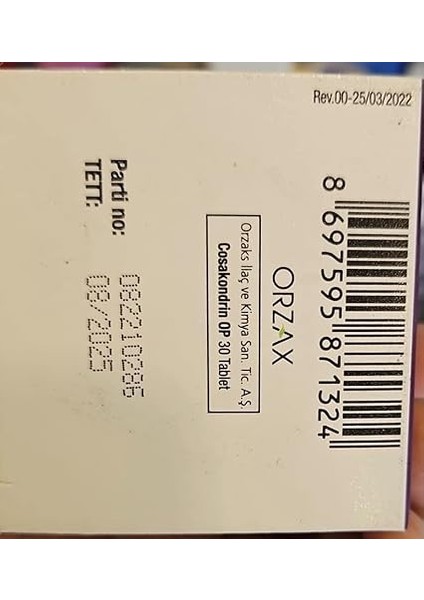 Rev.00-25/03/2022
8 697595 871324
ORZAX
Orzaks İlaç ve Kimya San. Tic. A.Ş.
Cosakondrin OP 30 Tablet
Parti no: 082210286
TETT: 08/2025